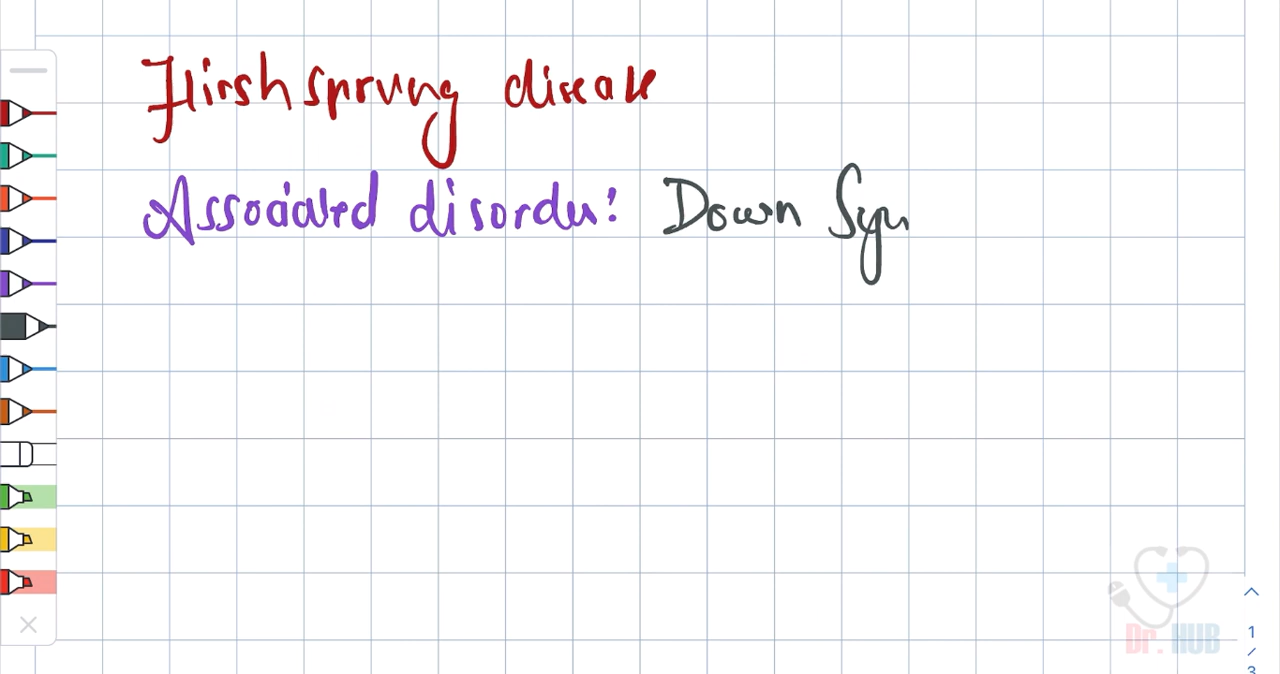 Hirshsprung disease
Associated disorder: Down Syn
Dr. HUB
1
/
3